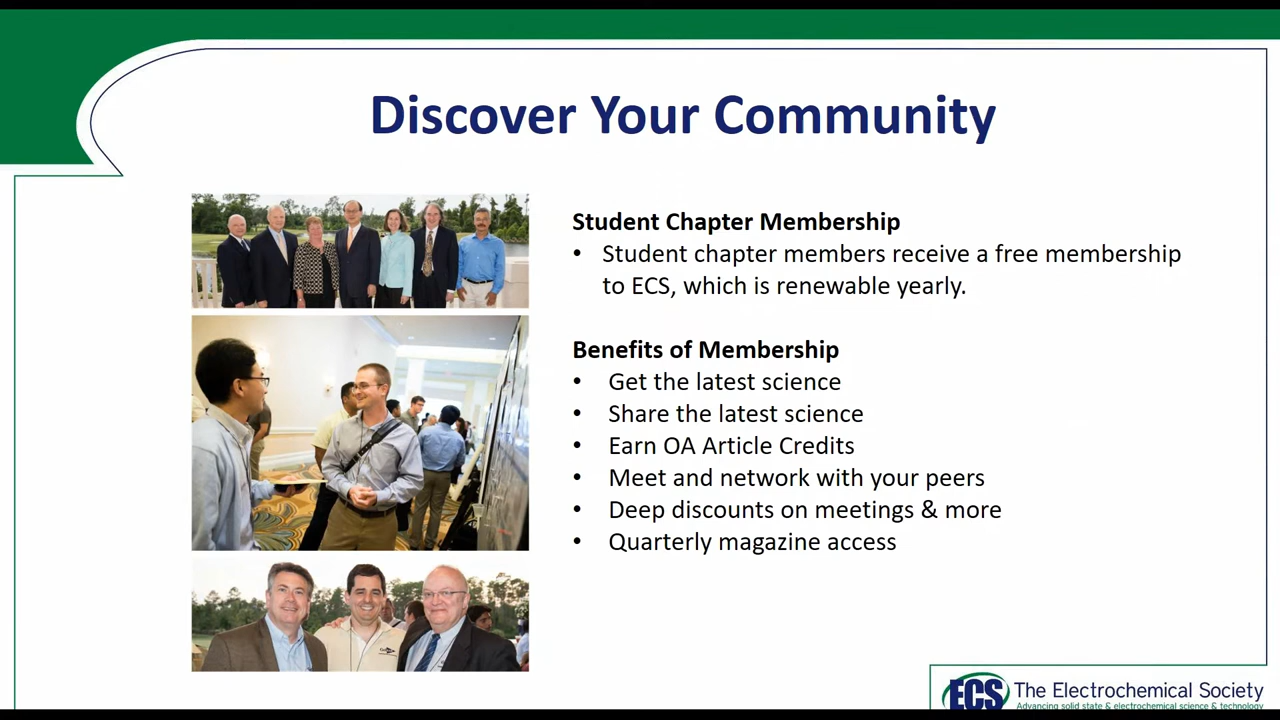 Discover Your Community
Student Chapter Membership
• Student chapter members receive a free membership
to ECS, which is renewable yearly.
Benefits of Membership
• Get the latest science
• Share the latest science
• Earn OA Article Credits
• Meet and network with your peers
• Deep discounts on meetings & more
• Quarterly magazine access
ECS The Electrochemical Society
Advancing solid state & electrochemical science & technology